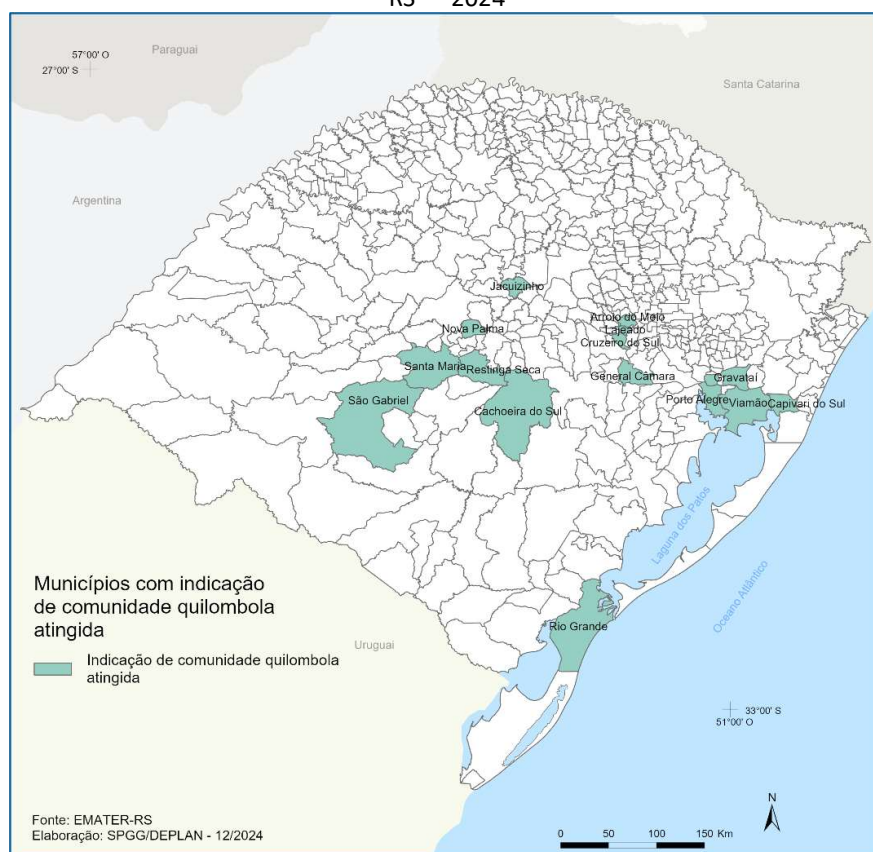 RS – 2024
57°00' O
27°00' S
Paraguai
Santa Catarina
Argentina
Jacuizinho
Nova Palma
Arroio do Meio
Lajeado
Cruzeiro do Sul
Santa Maria
Restinga Seca
General Câmara
Gravataí
São Gabriel
Cachoeira do Sul
Porto Alegre
Viamão
Capivari do Sul
Laguna dos Patos
Oceano Atlântico
Municípios com indicação
de comunidade quilombola
atingida
Indicação de comunidade quilombola
atingida
Uruguai
Rio Grande
33°00' S
51°00' O
Fonte: EMATER-RS
Elaboração: SPGG/DEPLAN - 12/2024
N
0 50 100 150 Km